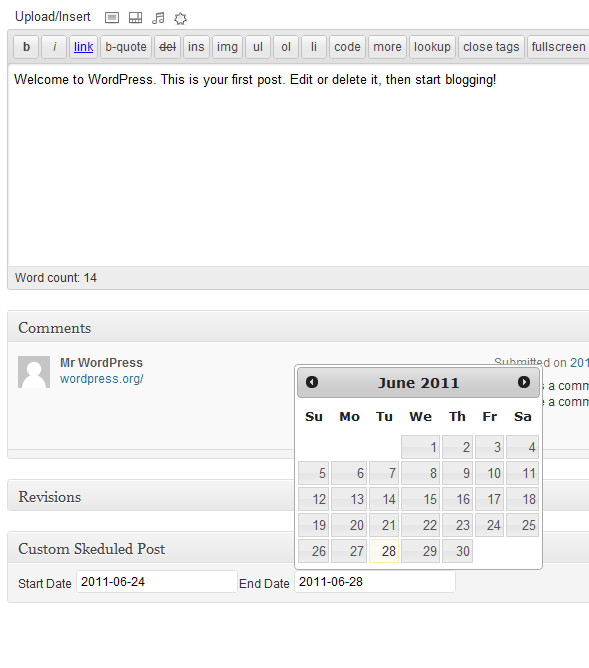 Upload/Insert
b i link b-quote del ins img ul ol li code more lookup close tags fullscreen
Welcome to WordPress. This is your first post. Edit or delete it, then start blogging!
Word count: 14
Comments
Mr WordPress
wordpress.org/
Submitted on 201
s a comm
e a comm
June 2011
Su Mo Tu We Th Fr Sa
1 2 3 4
5 6 7 8 9 10 11
12 13 14 15 16 17 18
19 20 21 22 23 24 25
26 27 28 29 30
Revisions
Custom Skeduled Post
Start Date 2011-06-24 End Date 2011-06-28